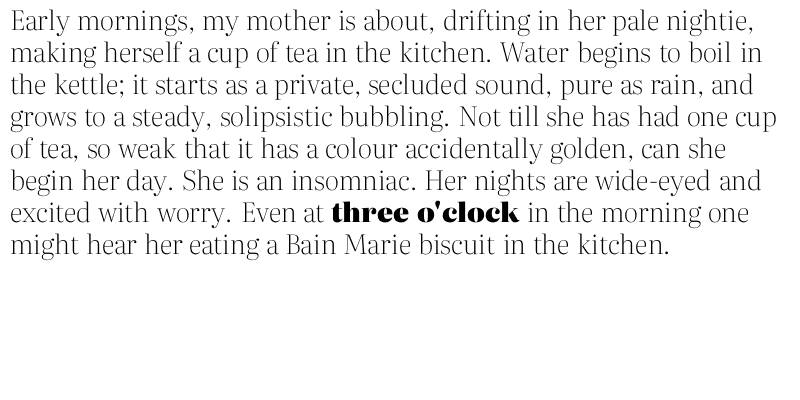 Early mornings, my mother is about, drifting in her pale nightie,
making herself a cup of tea in the kitchen. Water begins to boil in
the kettle; it starts as a private, secluded sound, pure as rain, and
grows to a steady, solipsistic bubbling. Not till she has had one cup
of tea, so weak that it has a colour accidentally golden, can she
begin her day. She is an insomniac. Her nights are wide-eyed and
excited with worry. Even at three o'clock in the morning one
might hear her eating a Bain Marie biscuit in the kitchen.